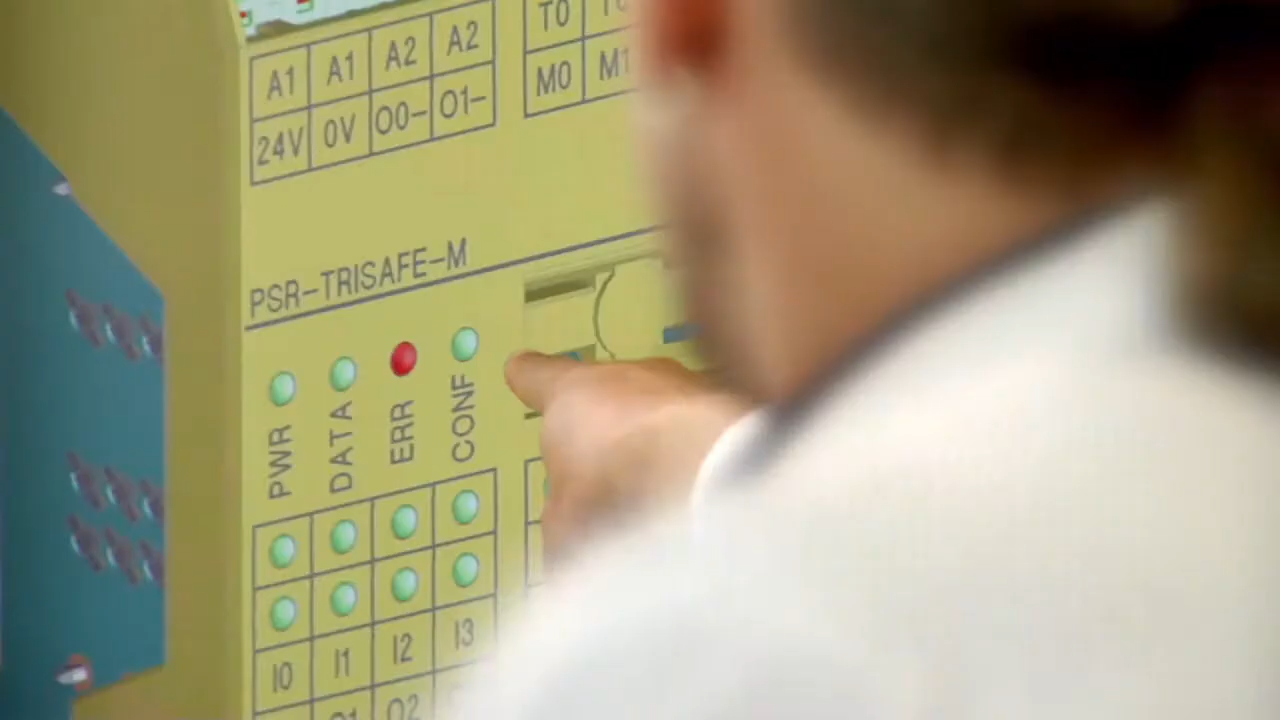 A1 A1 A2 A2 T0
24V 0V O0- O1- M0 M1
PSR-TRISAFE-M
PWR DATA ERR CONF
I0 I1 I2 I3
O1 O2